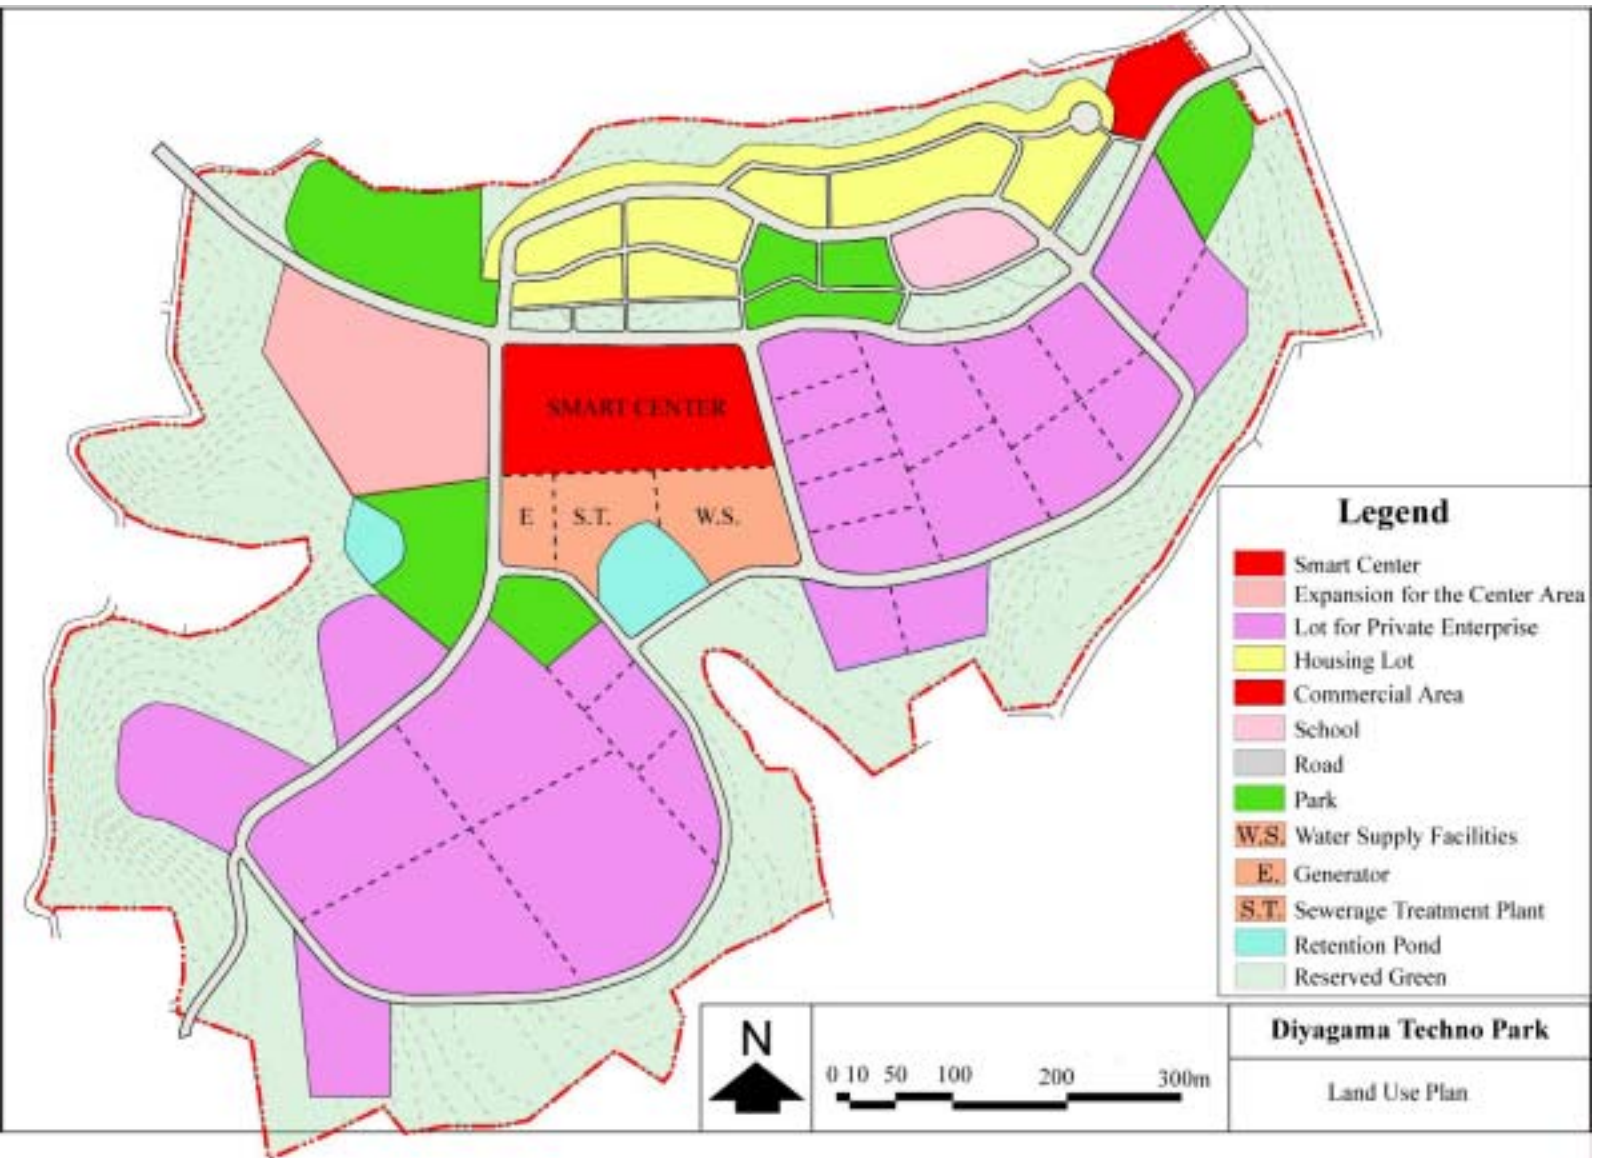 SMART CENTER
E S.T. W.S.
Legend
Smart Center
Expansion for the Center Area
Lot for Private Enterprise
Housing Lot
Commercial Area
School
Road
Park
W.S. Water Supply Facilities
E. Generator
S.T. Sewerage Treatment Plant
Retention Pond
Reserved Green
N
0 10 50 100 200 300m
Diyagama Techno Park
Land Use Plan